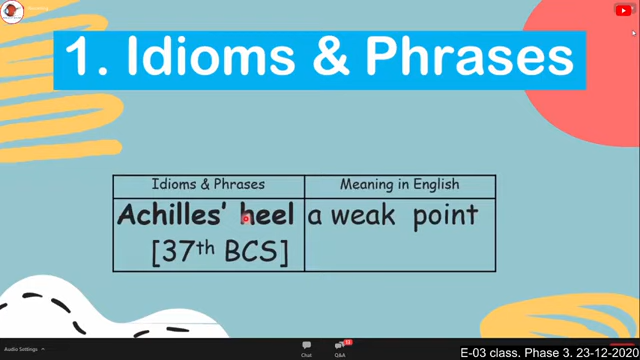 1. Idioms & Phrases
Idioms & Phrases
Meaning in English
Achilles’ heel
a weak point
[37th BCS]
Audio Settings
Chat
Q&A
E-03 class. Phase 3. 23-12-2020